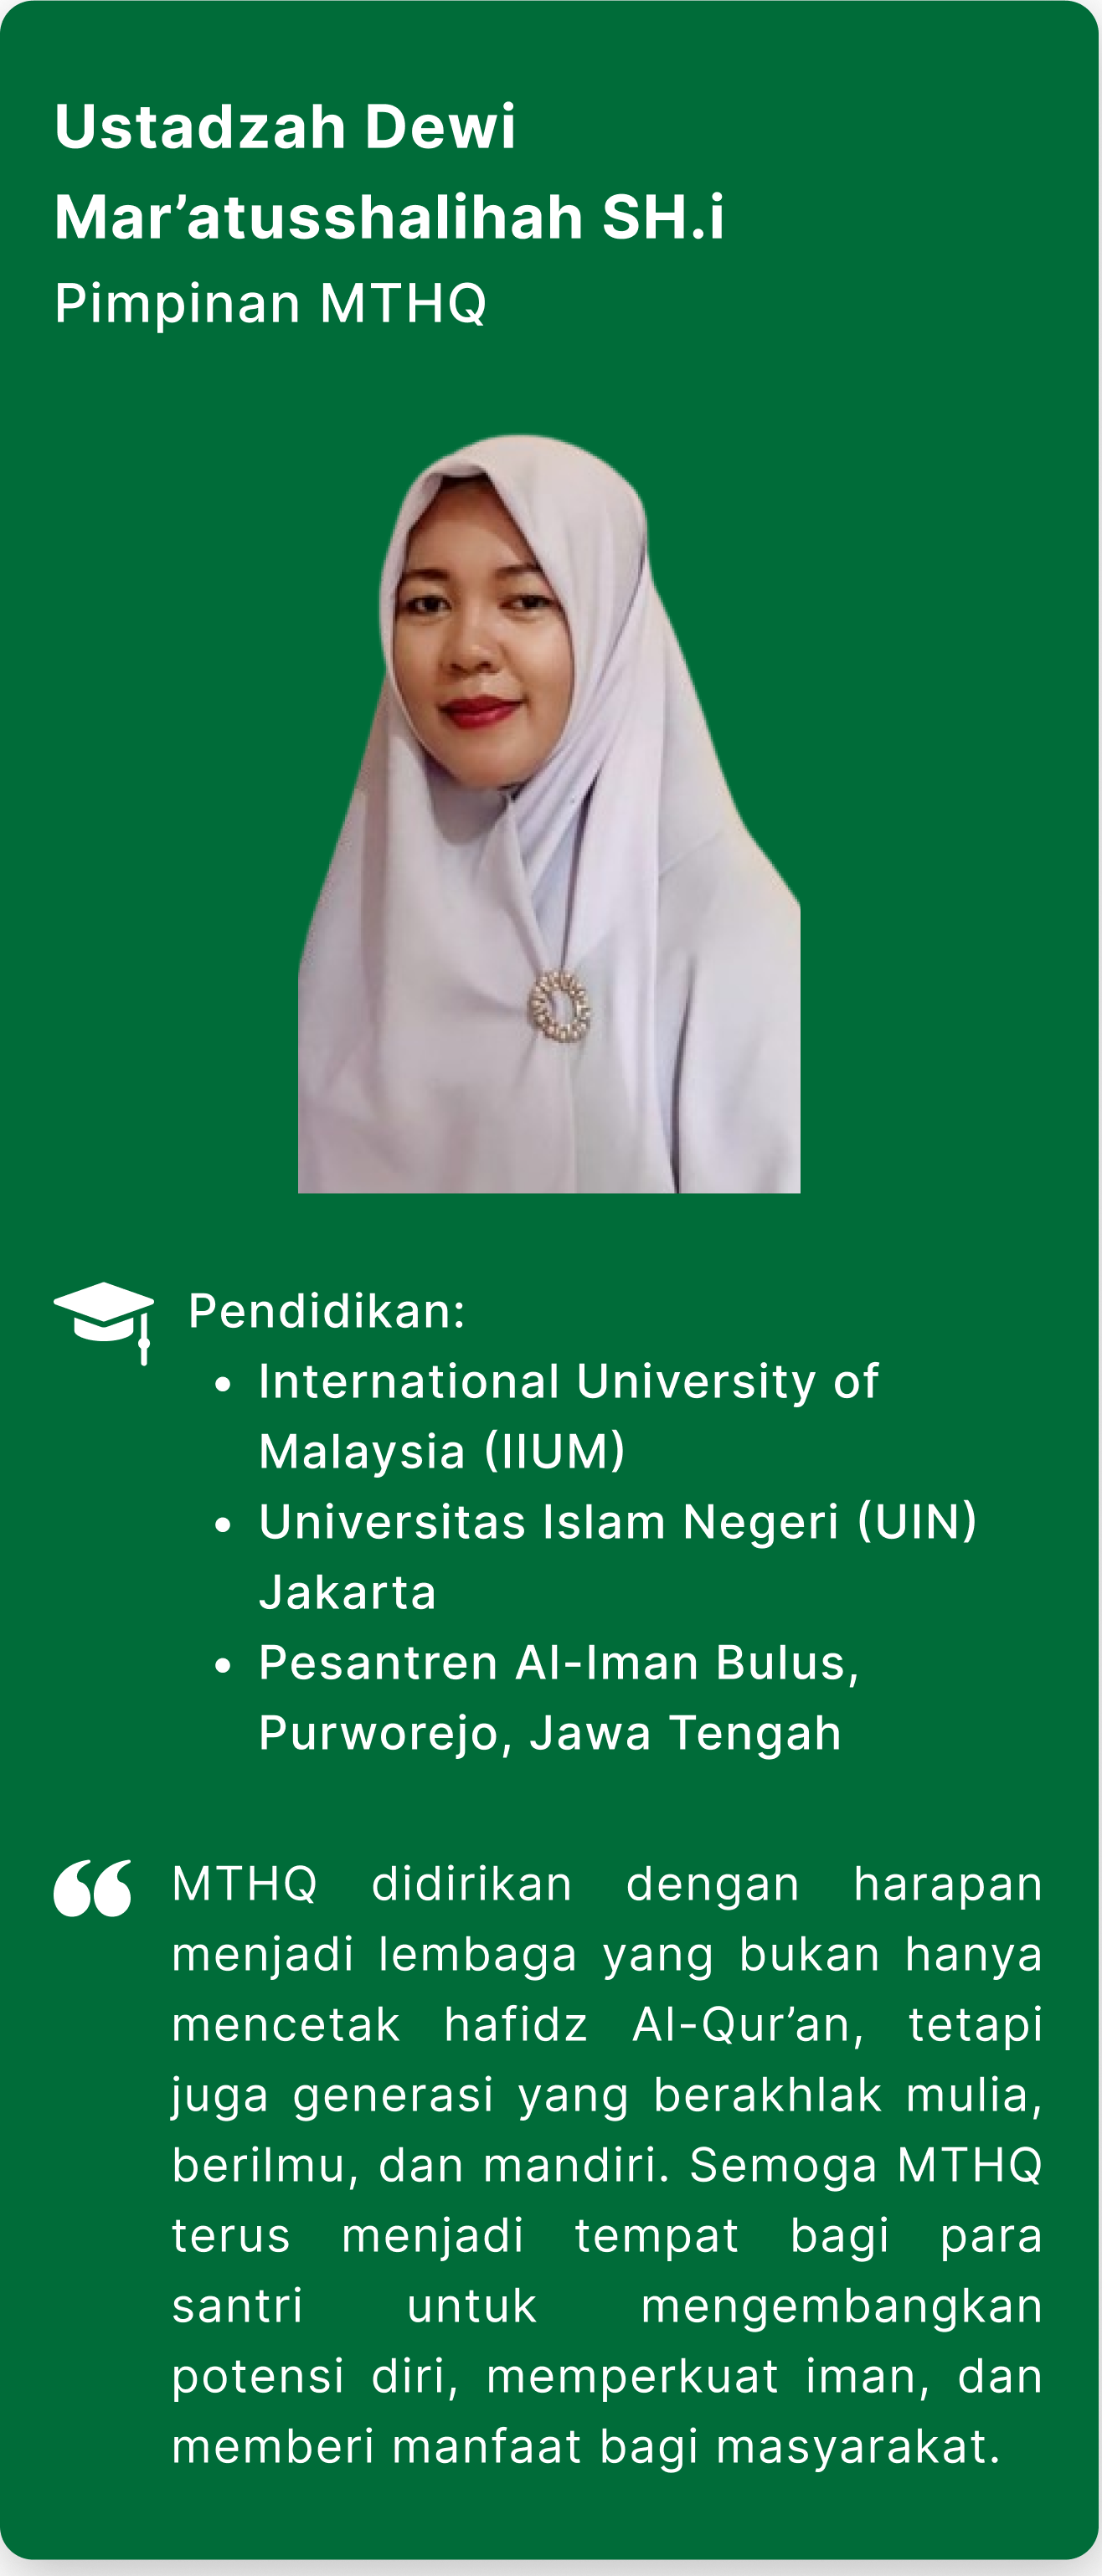 Ustadzah Dewi
Mar’atusshalihah SH.i
Pimpinan MTHQ
Pendidikan:
• International University of
Malaysia (IIUM)
• Universitas Islam Negeri (UIN)
Jakarta
• Pesantren Al-Iman Bulus,
Purworejo, Jawa Tengah
“ MTHQ didirikan dengan harapan
menjadi lembaga yang bukan hanya
mencetak hafidz Al-Qur’an, tetapi
juga generasi yang berakhlak mulia,
berilmu, dan mandiri. Semoga MTHQ
terus menjadi tempat bagi para
santri untuk mengembangkan
potensi diri, memperkuat iman, dan
memberi manfaat bagi masyarakat.